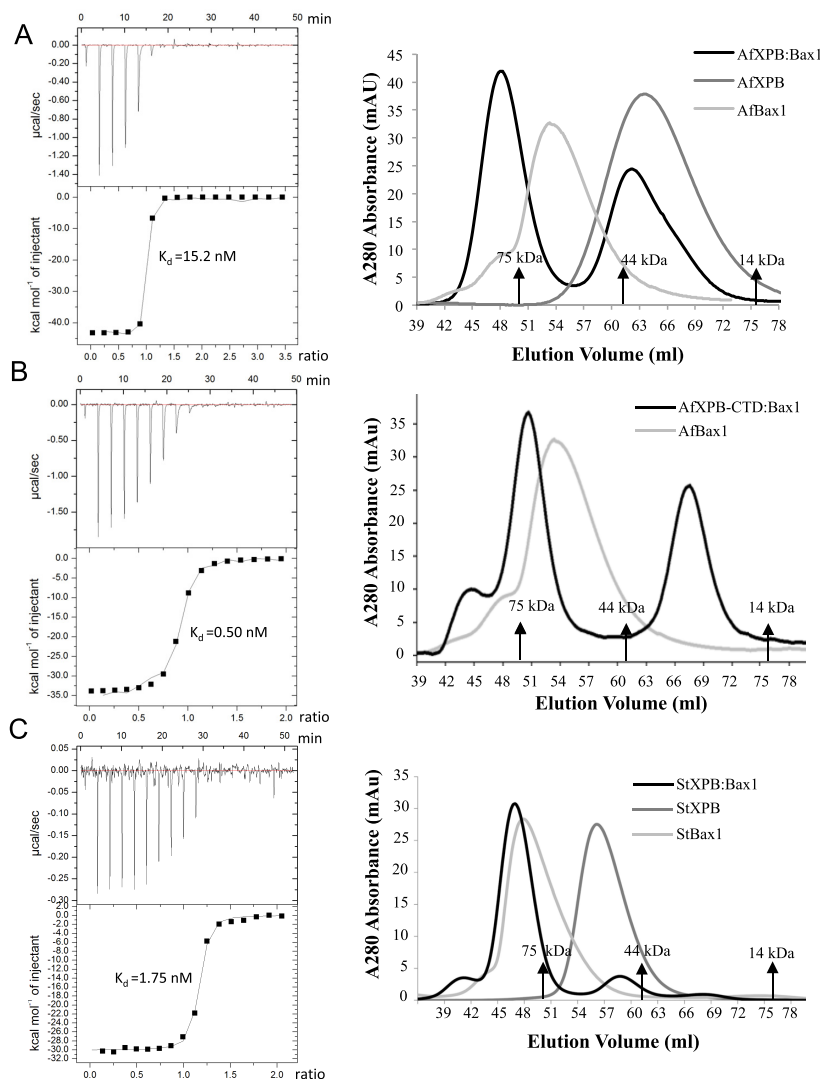 A
0 10 20 30 40 50 min
0.00
-0.20
-0.40
-0.60
-0.80
-1.00
-1.20
-1.40
µcal/sec
0.0
-10.0
-20.0
-30.0
-40.0
kcal mol-1 of injectant
Kd =15.2 nM
0.0 0.5 1.0 1.5 2.0 2.5 3.0 3.5 ratio
45
40
35
30
25
20
15
10
5
0
A280 Absorbance (mAU)
AfXPB:Bax1
AfXPB
AfBax1
75 kDa 44 kDa 14 kDa
39 42 45 48 51 54 57 60 63 66 69 72 75 78
Elution Volume (ml)
B
0 10 20 30 40 50 min
0.00
-0.50
-1.00
-1.50
µcal/sec
0.0
-5.0
-10.0
-15.0
-20.0
-25.0
-30.0
-35.0
kcal mol-1 of injectant
Kd =0.50 nM
0.0 0.5 1.0 1.5 2.0 ratio
35
30
25
20
15
10
5
0
A280 Absorbance (mAu)
AfXPB-CTD:Bax1
AfBax1
75 kDa 44 kDa 14 kDa
39 42 45 48 51 54 57 60 63 66 69 72 75 78
Elution Volume (ml)
C
0 10 20 30 40 50 min
0.05
0.00
-0.05
-0.10
-0.15
-0.20
-0.25
-0.30
µcal/sec
2.0
0.0
-2.0
-4.0
-6.0
-8.0
-10.0
-12.0
-14.0
-16.0
-18.0
-20.0
-22.0
-24.0
-26.0
-28.0
-30.0
-32.0
kcal mol-1 of injectant
Kd =1.75 nM
0.0 0.5 1.0 1.5 2.0
ratio
35
30
25
20
15
10
5
0
A280 Absorbance (mAu)
StXPB:Bax1
StXPB
StBax1
75 kDa 44 kDa 14 kDa
39 42 45 48 51 54 57 60 63 66 69 72 75 78
Elution Volume (ml)